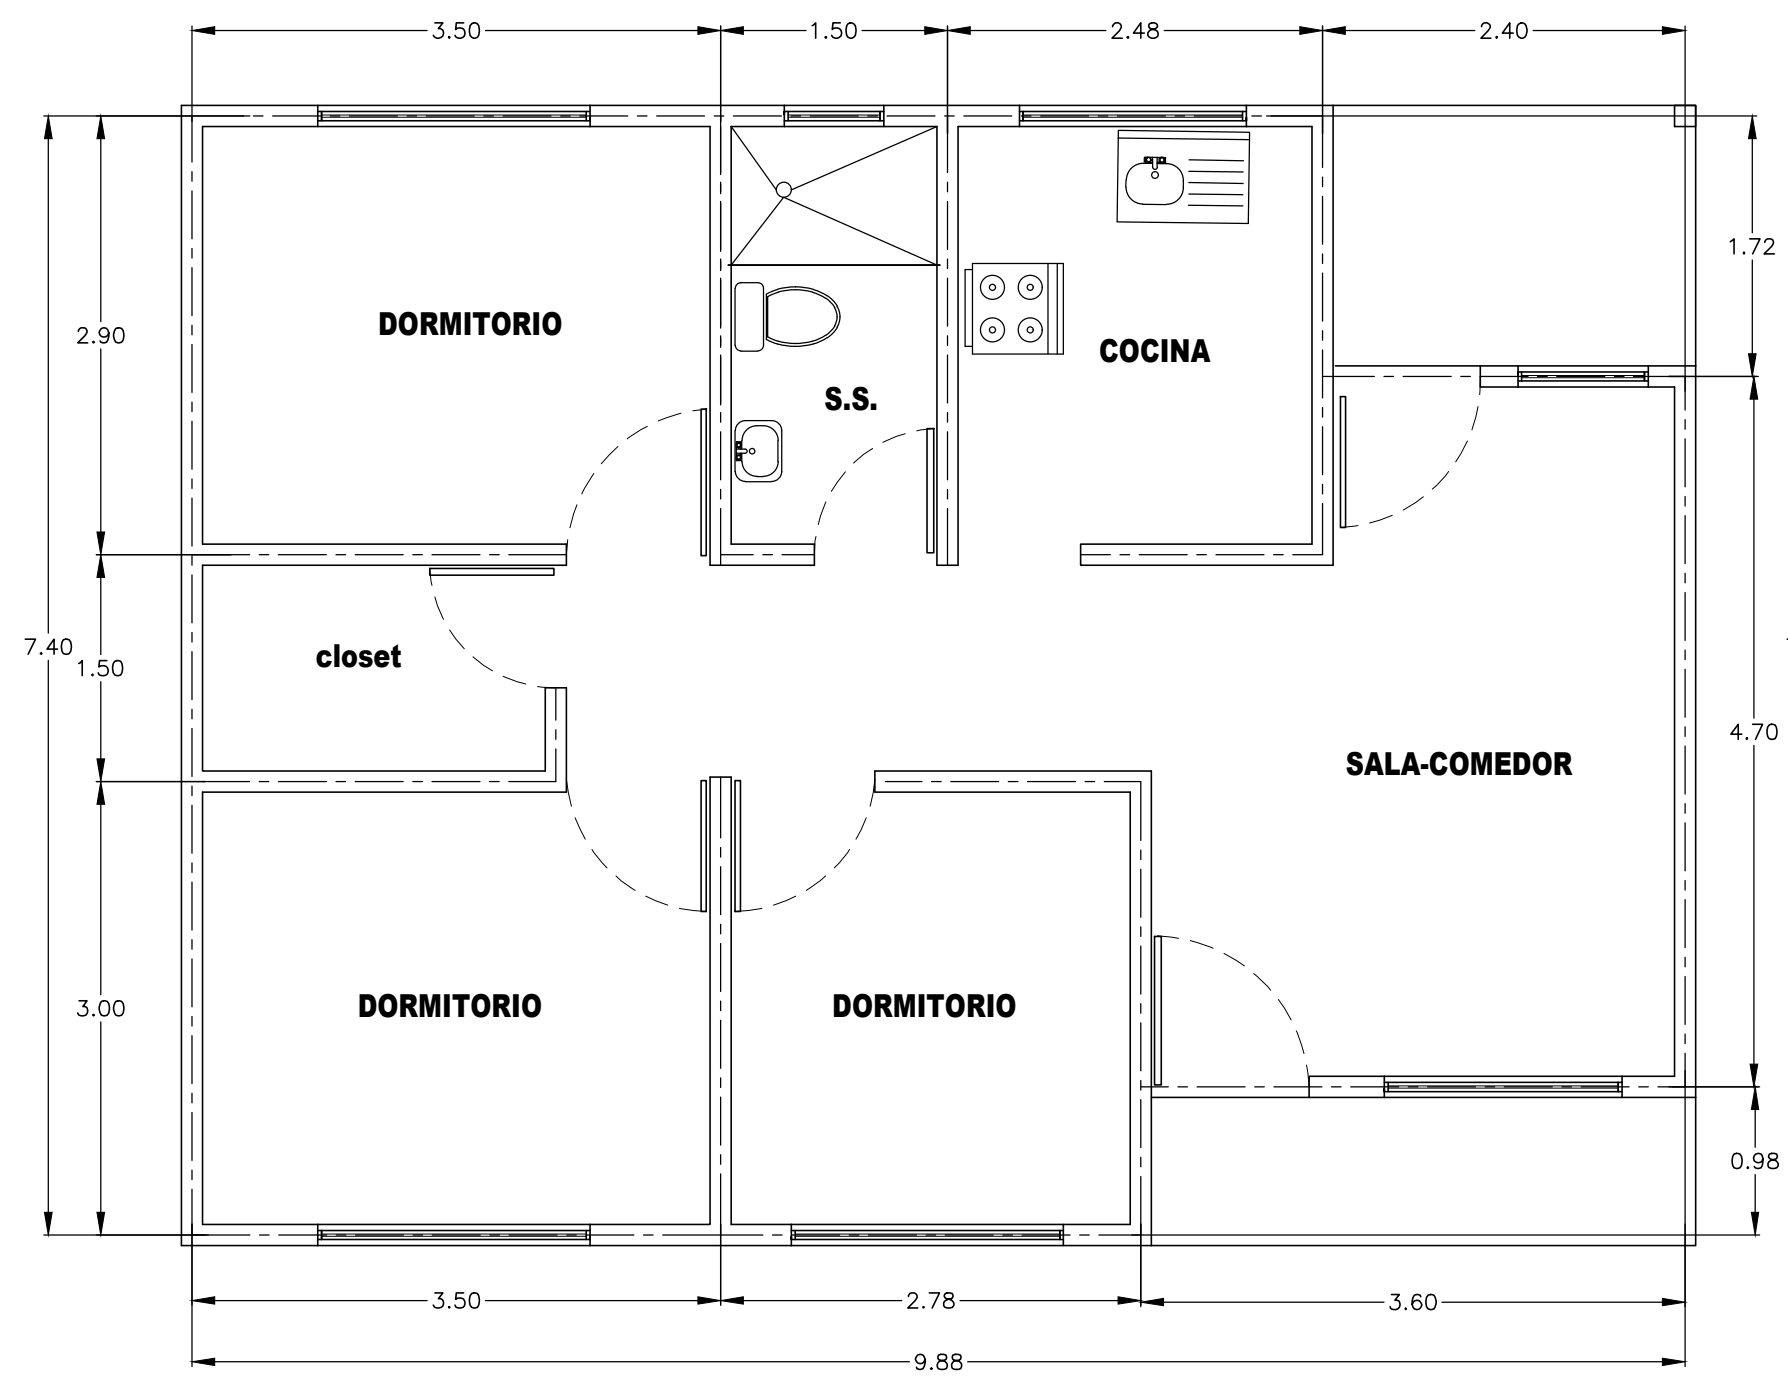 3.50
1.50
2.48
2.40
1.72
2.90
DORMITORIO
COCINA
S.S.
7.40
1.50
closet
4.70
SALA-COMEDOR
3.00
DORMITORIO
DORMITORIO
0.98
3.50
2.78
3.60
9.88